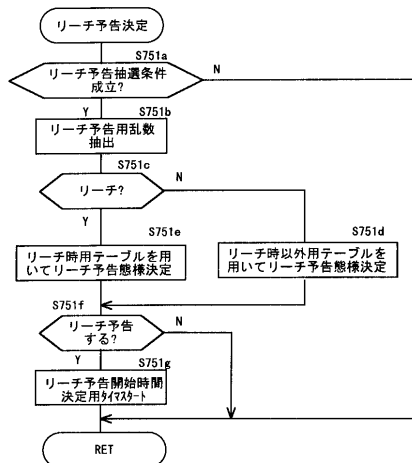 リーチ予告決定
S751a
リーチ予告抽選条件
成立?
N
Y
S751b
リーチ予告用乱数
抽出
S751c
リーチ?
N
Y
S751e
S751d
リーチ時用テーブルを用
いてリーチ予告態様決定
リーチ時以外用テーブルを
用いてリーチ予告態様決定
S751f
リーチ予告
する?
N
Y
S751g
リーチ予告開始時間
決定用ﾀｲﾏｽﾀｰﾄ
RET